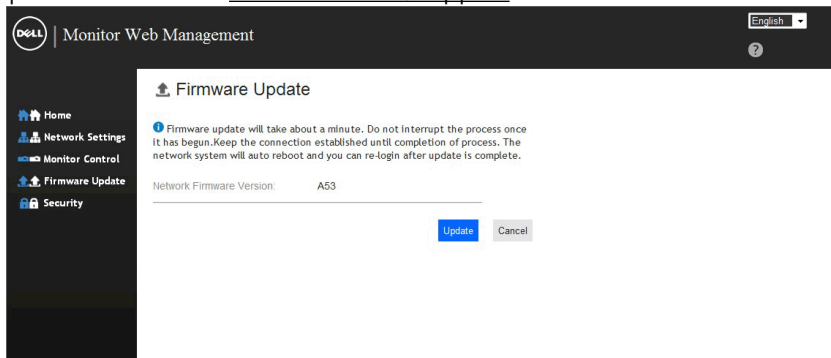 DELL | Monitor Web Management
English
?
Firmware Update
Home
Network Settings
Monitor Control
Firmware Update
Security
Firmware update will take about a minute. Do not interrupt the process once
it has begun.Keep the connection established until completion of process. The
network system will auto reboot and you can re-login after update is complete.
Network Firmware Version: A53
Update Cancel